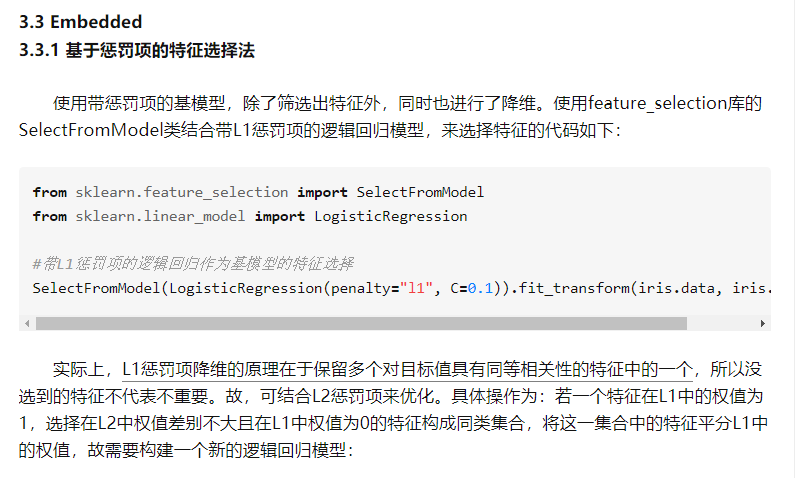 3.3 Embedded
3.3.1 基于惩罚项的特征选择法
使用带惩罚项的基模型，除了筛选出特征外，同时也进行了降维。使用feature_selection库的
SelectFromModel类结合带L1惩罚项的逻辑回归模型，来选择特征的代码如下：
from sklearn.feature_selection import SelectFromModel
from sklearn.linear_model import LogisticRegression
#带L1惩罚项的逻辑回归作为基模型的特征选择
SelectFromModel(LogisticRegression(penalty="l1", C=0.1)).fit_transform(iris.data, iris.
实际上，L1惩罚项降维的原理在于保留多个对目标值具有同等相关性的特征中的一个，所以没
选到的特征不代表不重要。故，可结合L2惩罚项来优化。具体操作为：若一个特征在L1中的权值为
1，选择在L2中权值差别不大且在L1中权值为0的特征构成同类集合，将这一集合中的特征平分L1中
的权值，故需要构建一个新的逻辑回归模型：